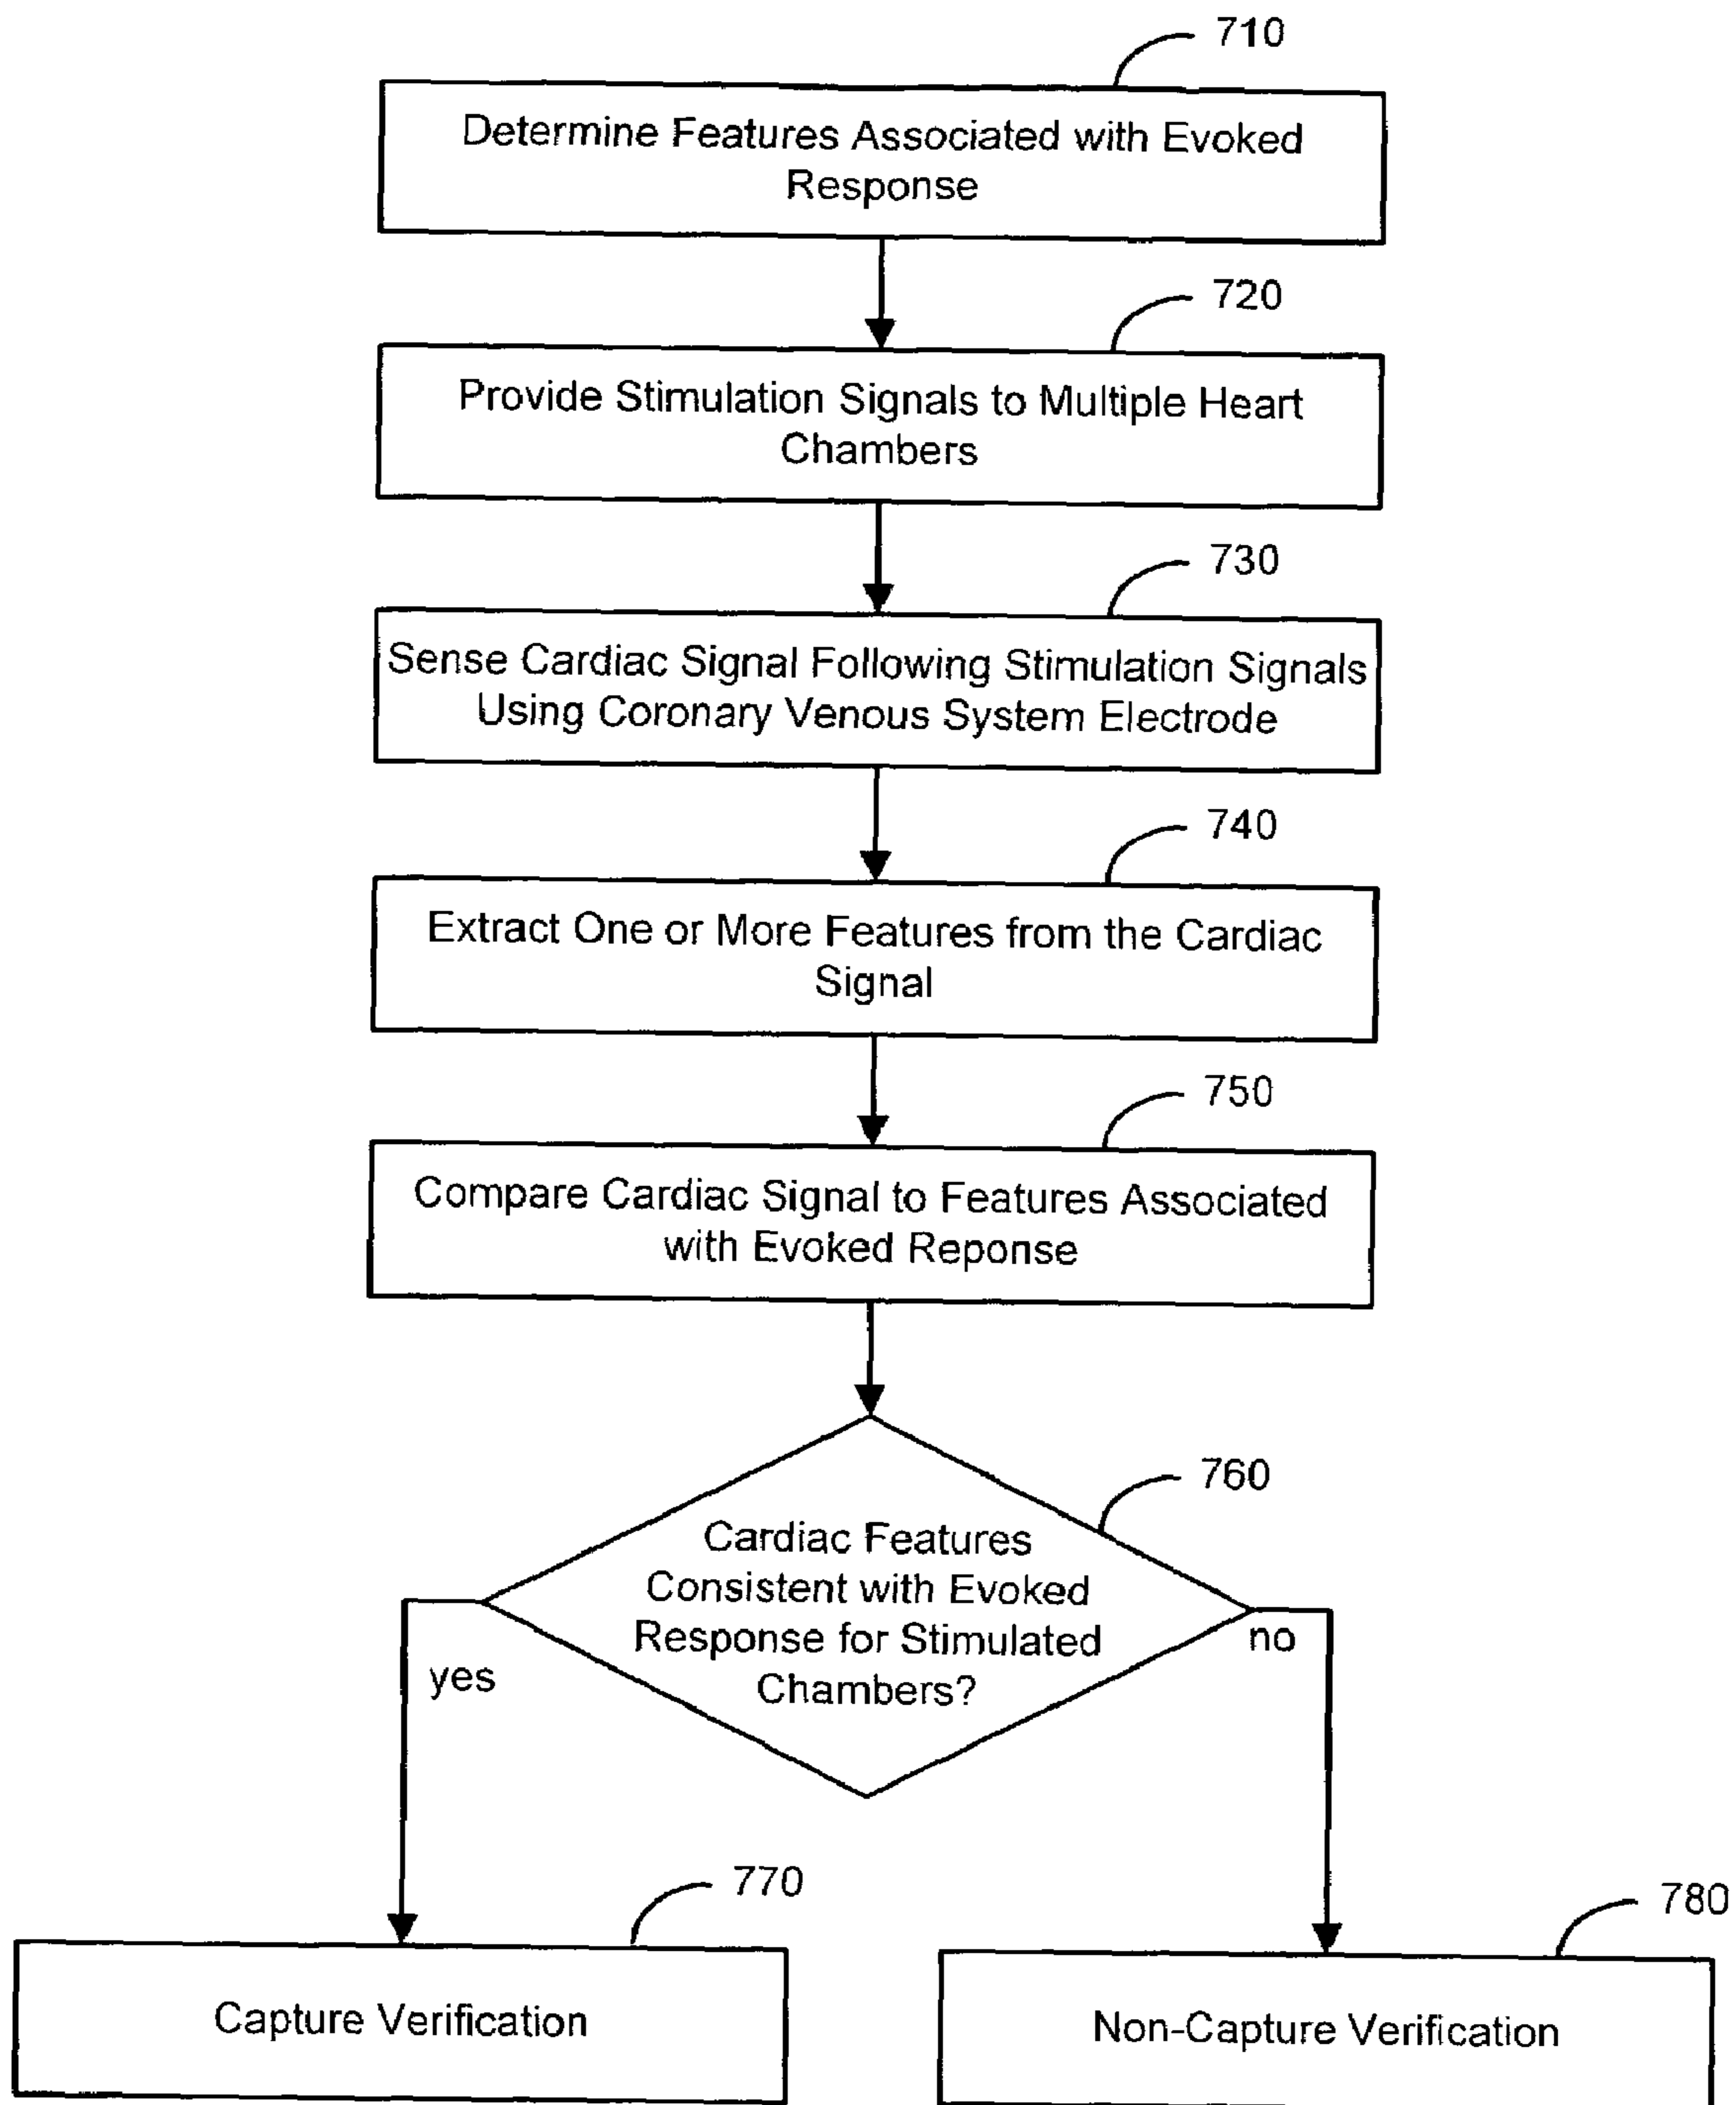 710
Determine Features Associated with Evoked
Response
720
Provide Stimulation Signals to Multiple Heart
Chambers
730
Sense Cardiac Signal Following Stimulation Signals
Using Coronary Venous System Electrode
740
Extract One or More Features from the Cardiac
Signal
750
Compare Cardiac Signal to Features Associated
with Evoked Reponse
760
Cardiac Features
Consistent with Evoked
Response for Stimulated
Chambers?
yes
no
770
Capture Verification
780
Non-Capture Verification